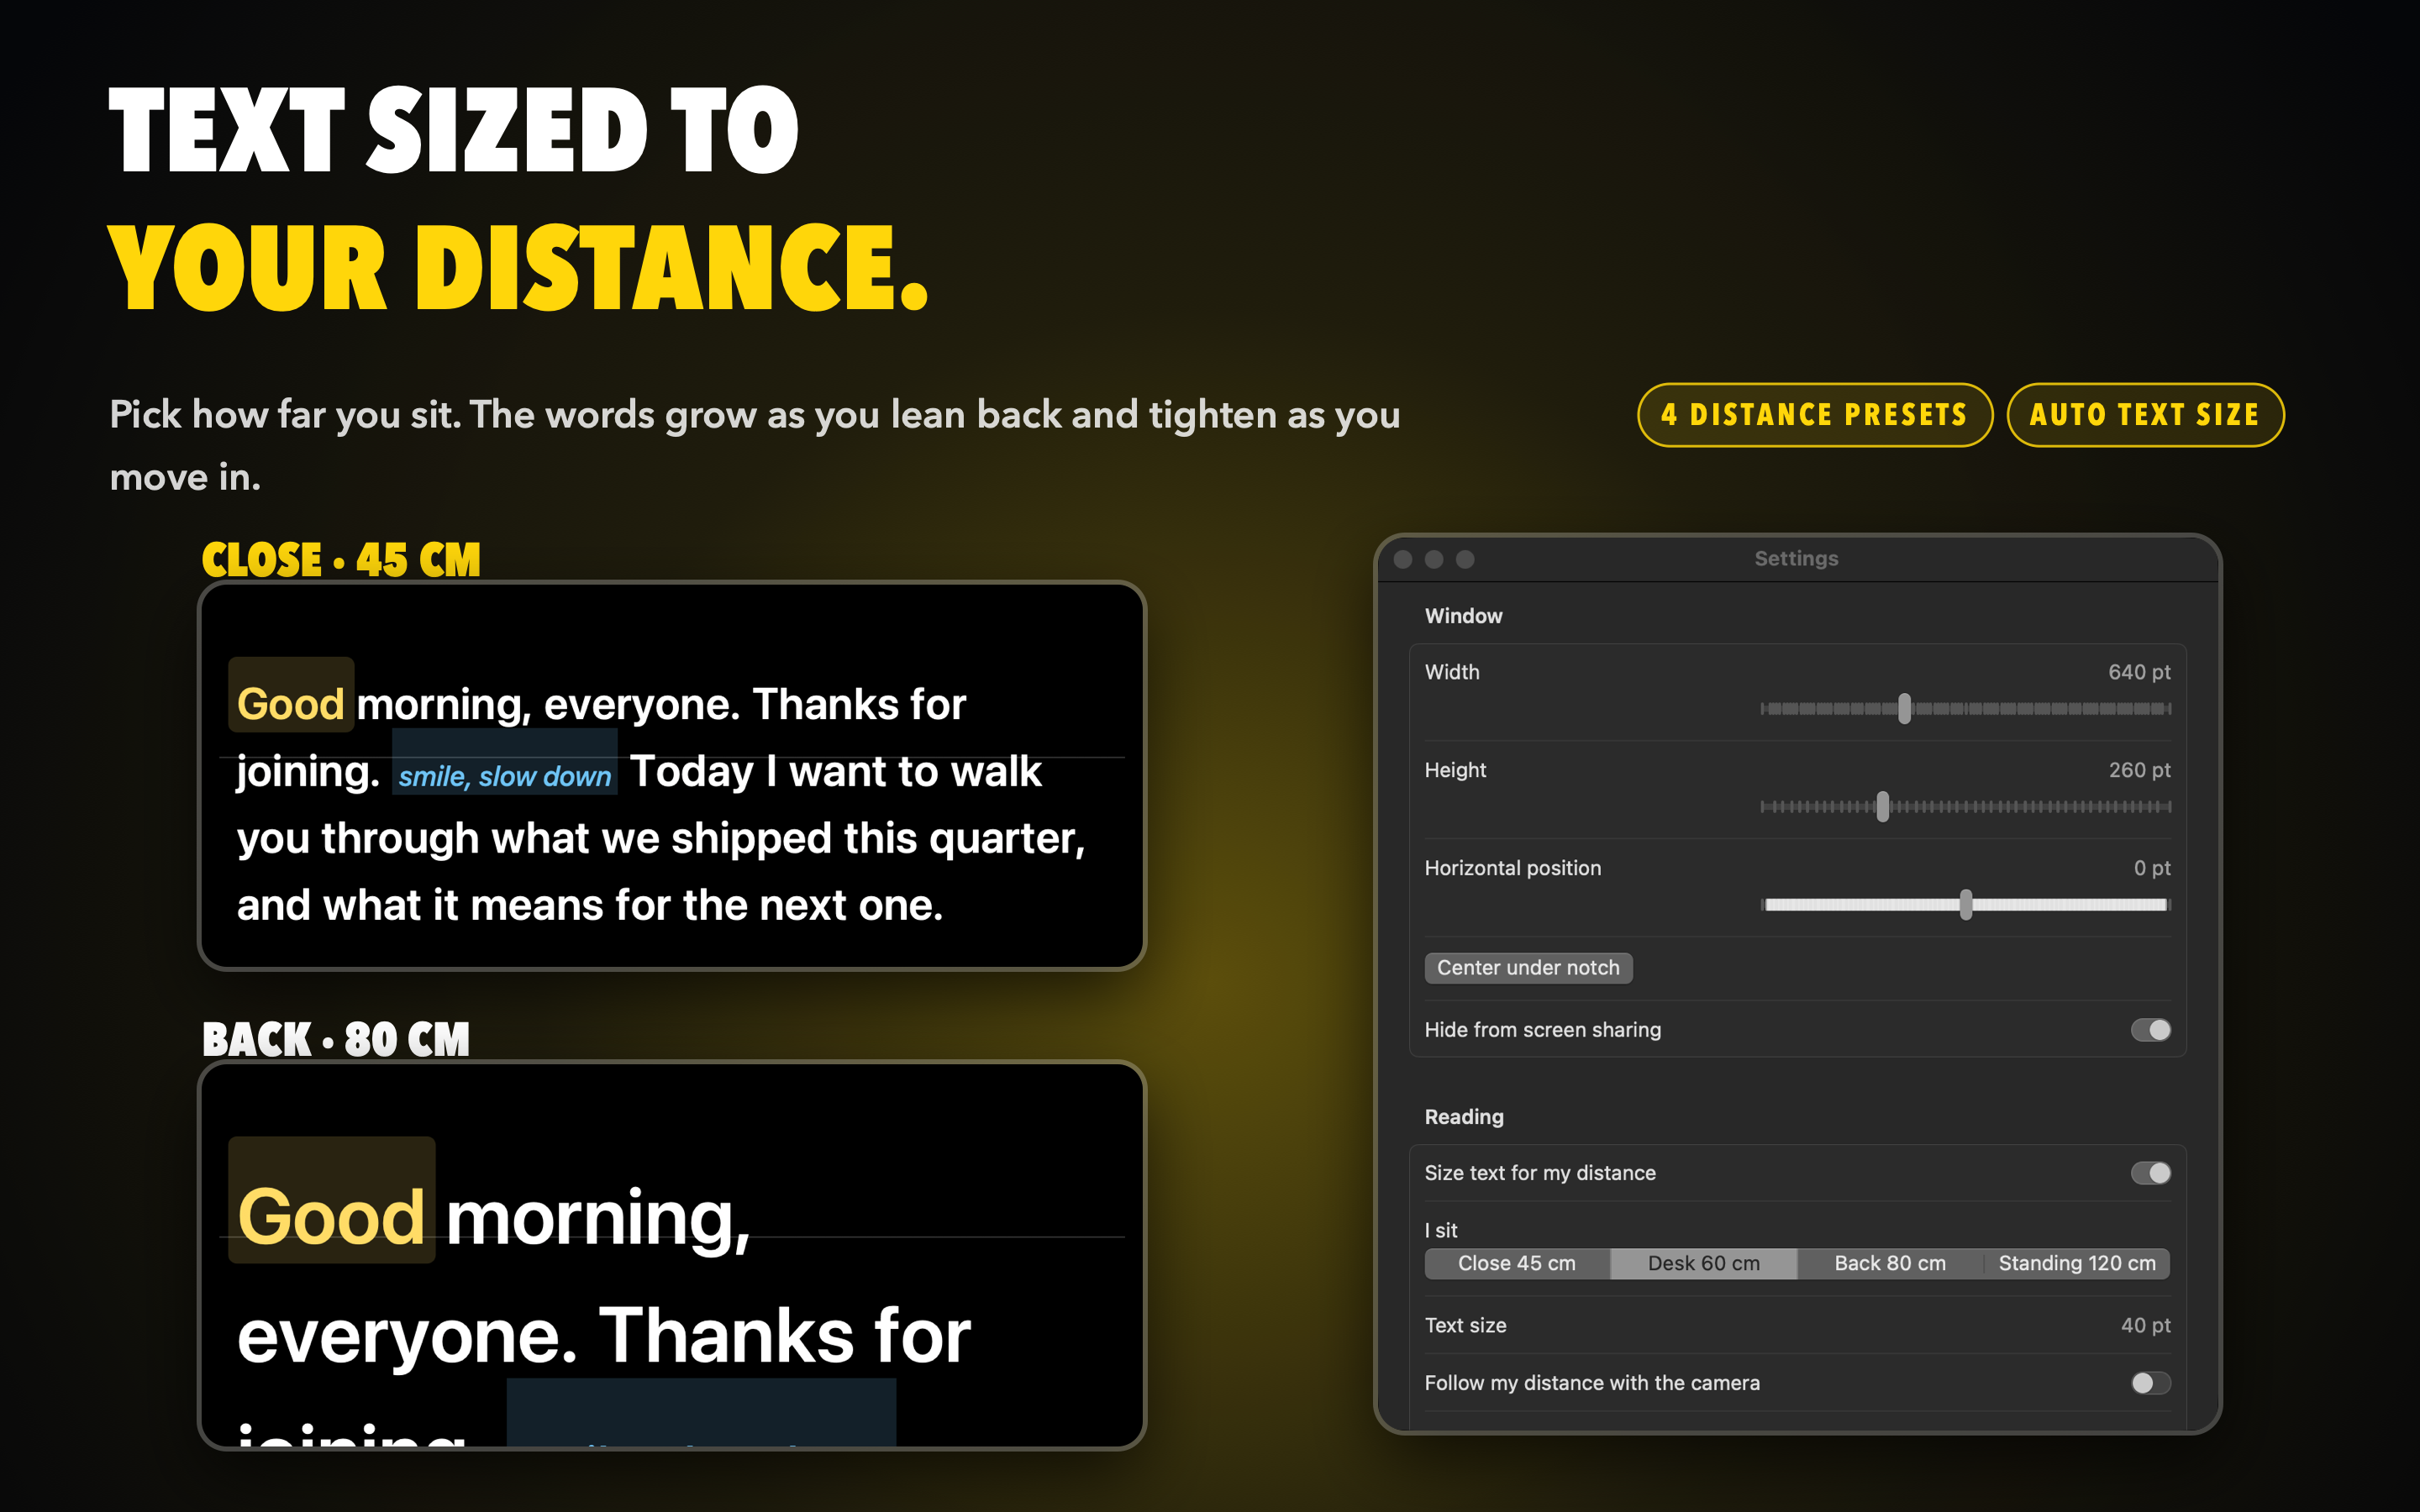 TEXT SIZED TO
YOUR DISTANCE.
Pick how far you sit. The words grow as you lean back and tighten as you
move in.
4 DISTANCE PRESETS
AUTO TEXT SIZE
CLOSE • 45 CM
Good morning, everyone. Thanks for
joining. smile, slow down Today I want to walk
you through what we shipped this quarter,
and what it means for the next one.
BACK • 80 CM
Good morning,
everyone. Thanks for
joining.
Settings
Window
Width 640 pt
Height 260 pt
Horizontal position 0 pt
Center under notch
Hide from screen sharing
Reading
Size text for my distance
I sit
Close 45 cm Desk 60 cm Back 80 cm Standing 120 cm
Text size 40 pt
Follow my distance with the camera